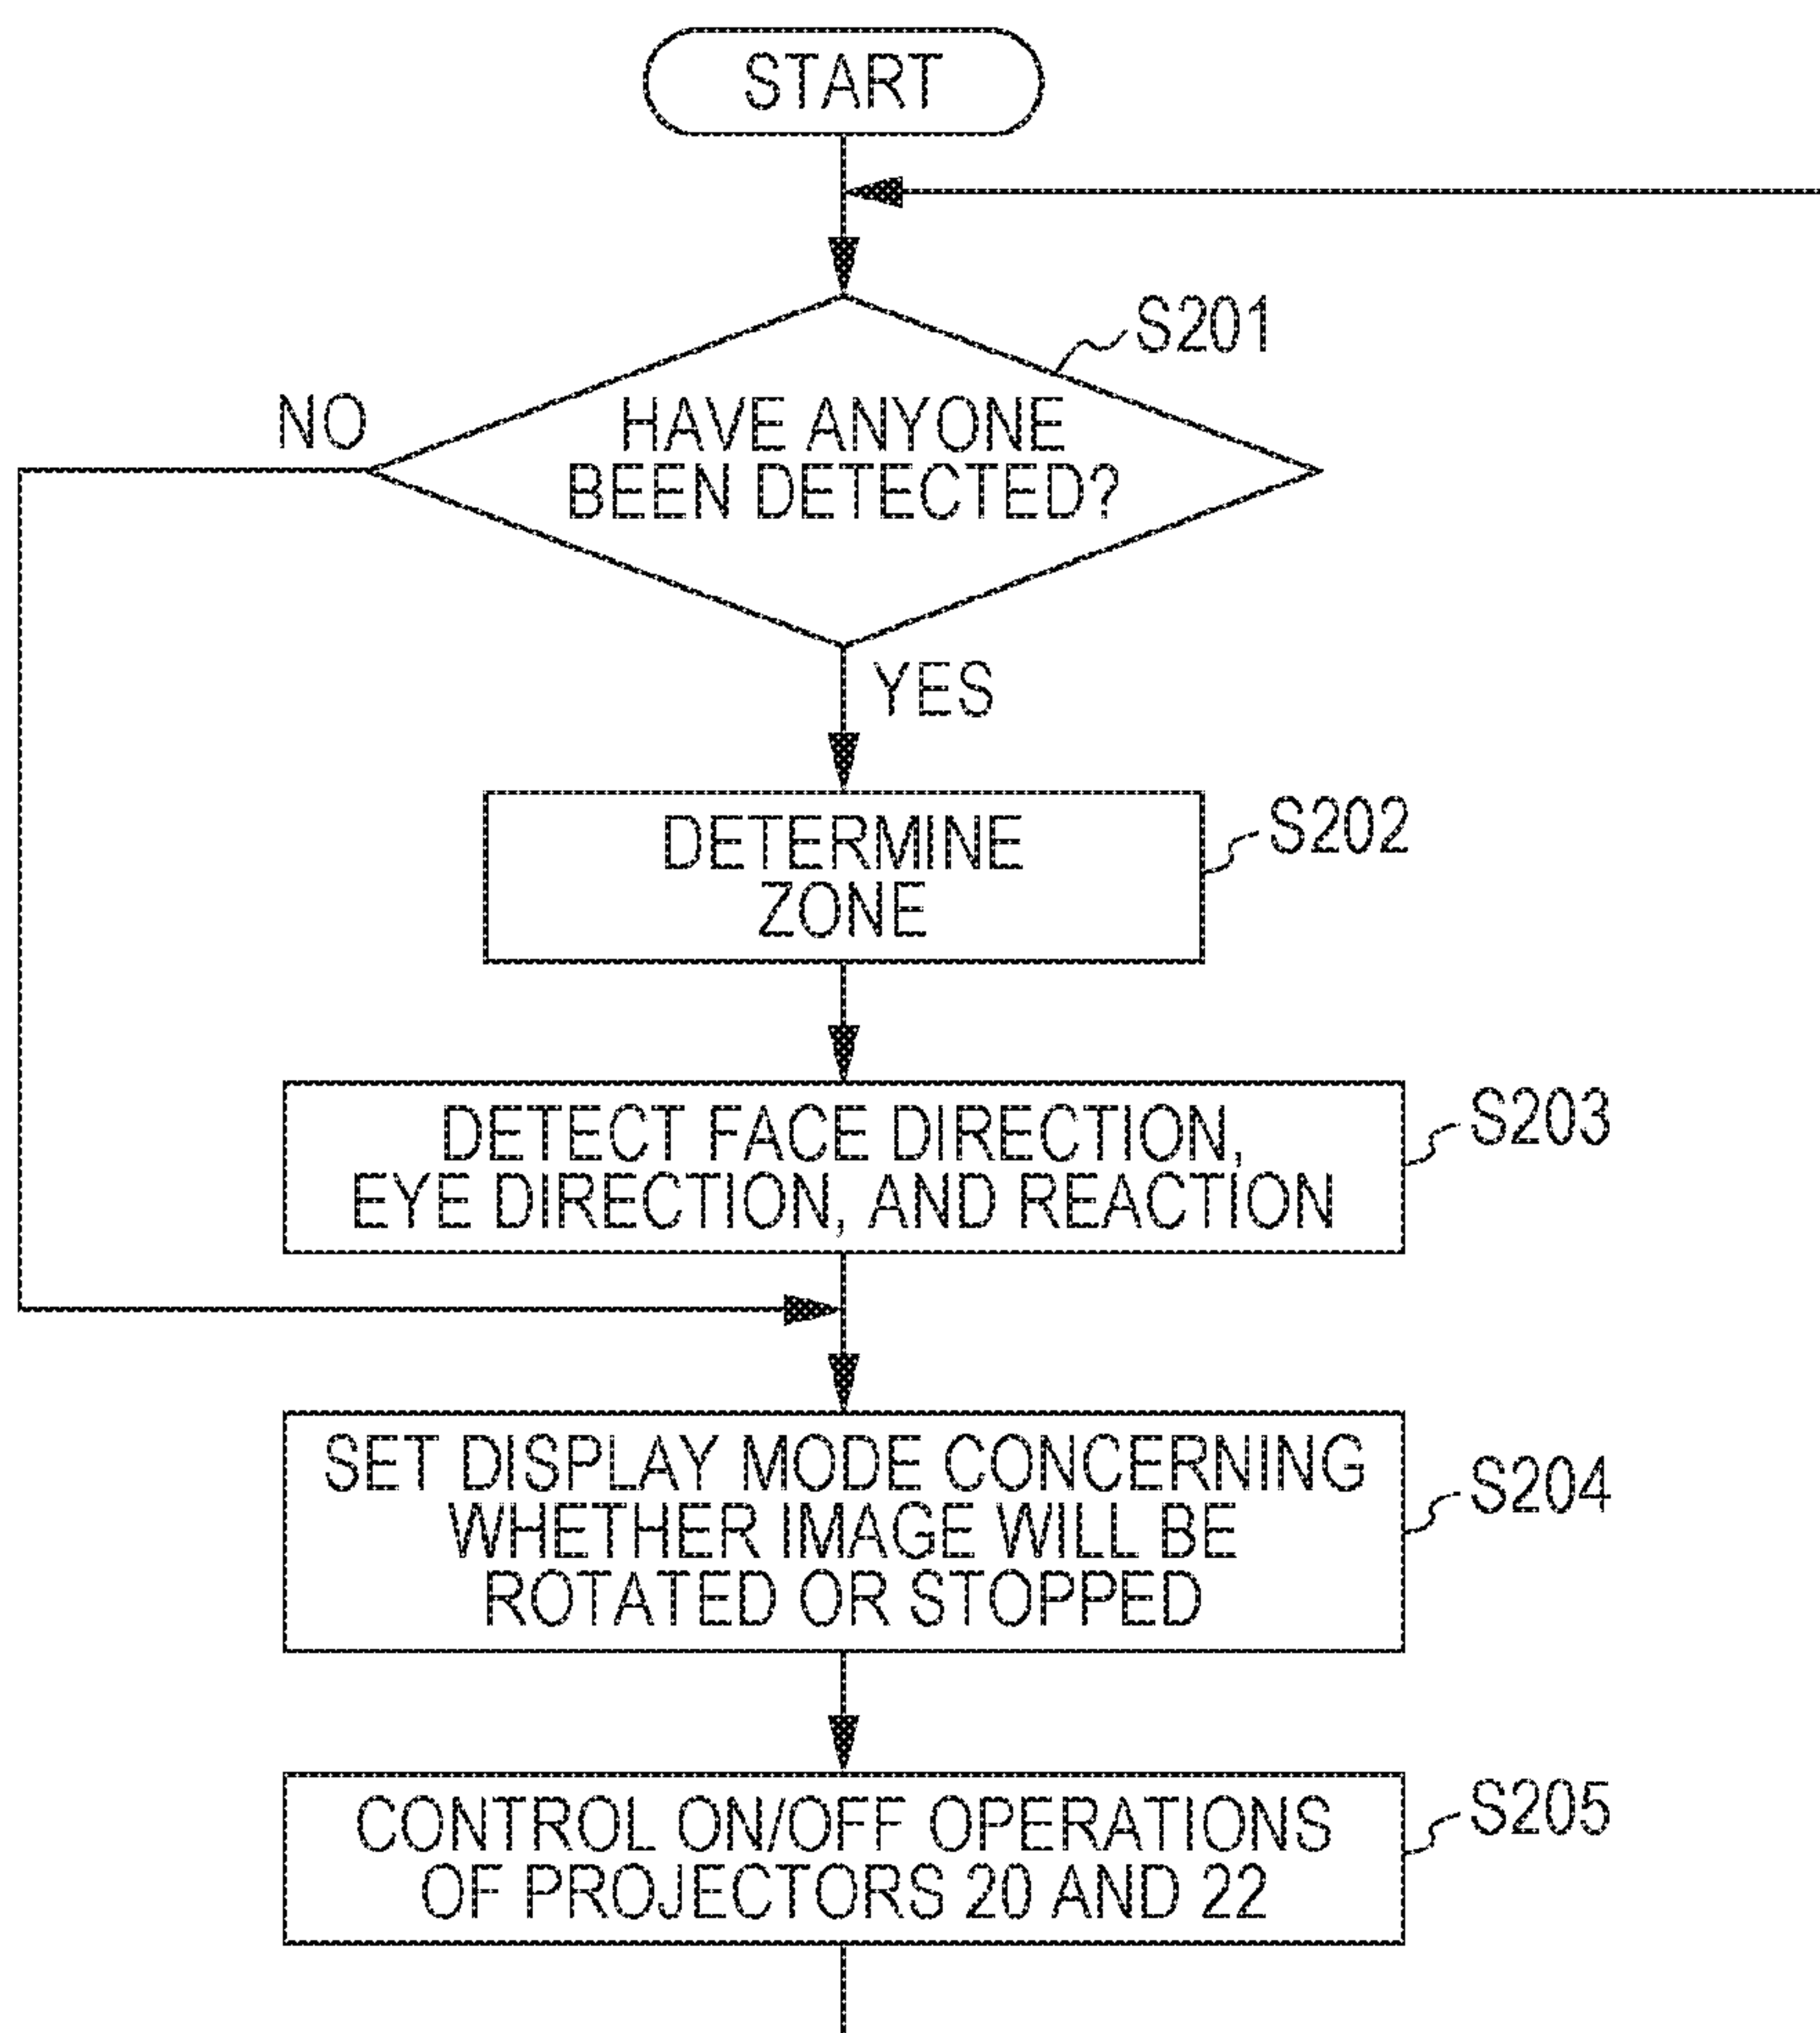 START
S201
NO
HAVE ANYONE
BEEN DETECTED?
YES
DETERMINE
ZONE
S202
DETECT FACE DIRECTION,
EYE DIRECTION, AND REACTION
S203
SET DISPLAY MODE CONCERNING
WHETHER IMAGE WILL BE
ROTATED OR STOPPED
S204
CONTROL ON/OFF OPERATIONS
OF PROJECTORS 20 AND 22
S205